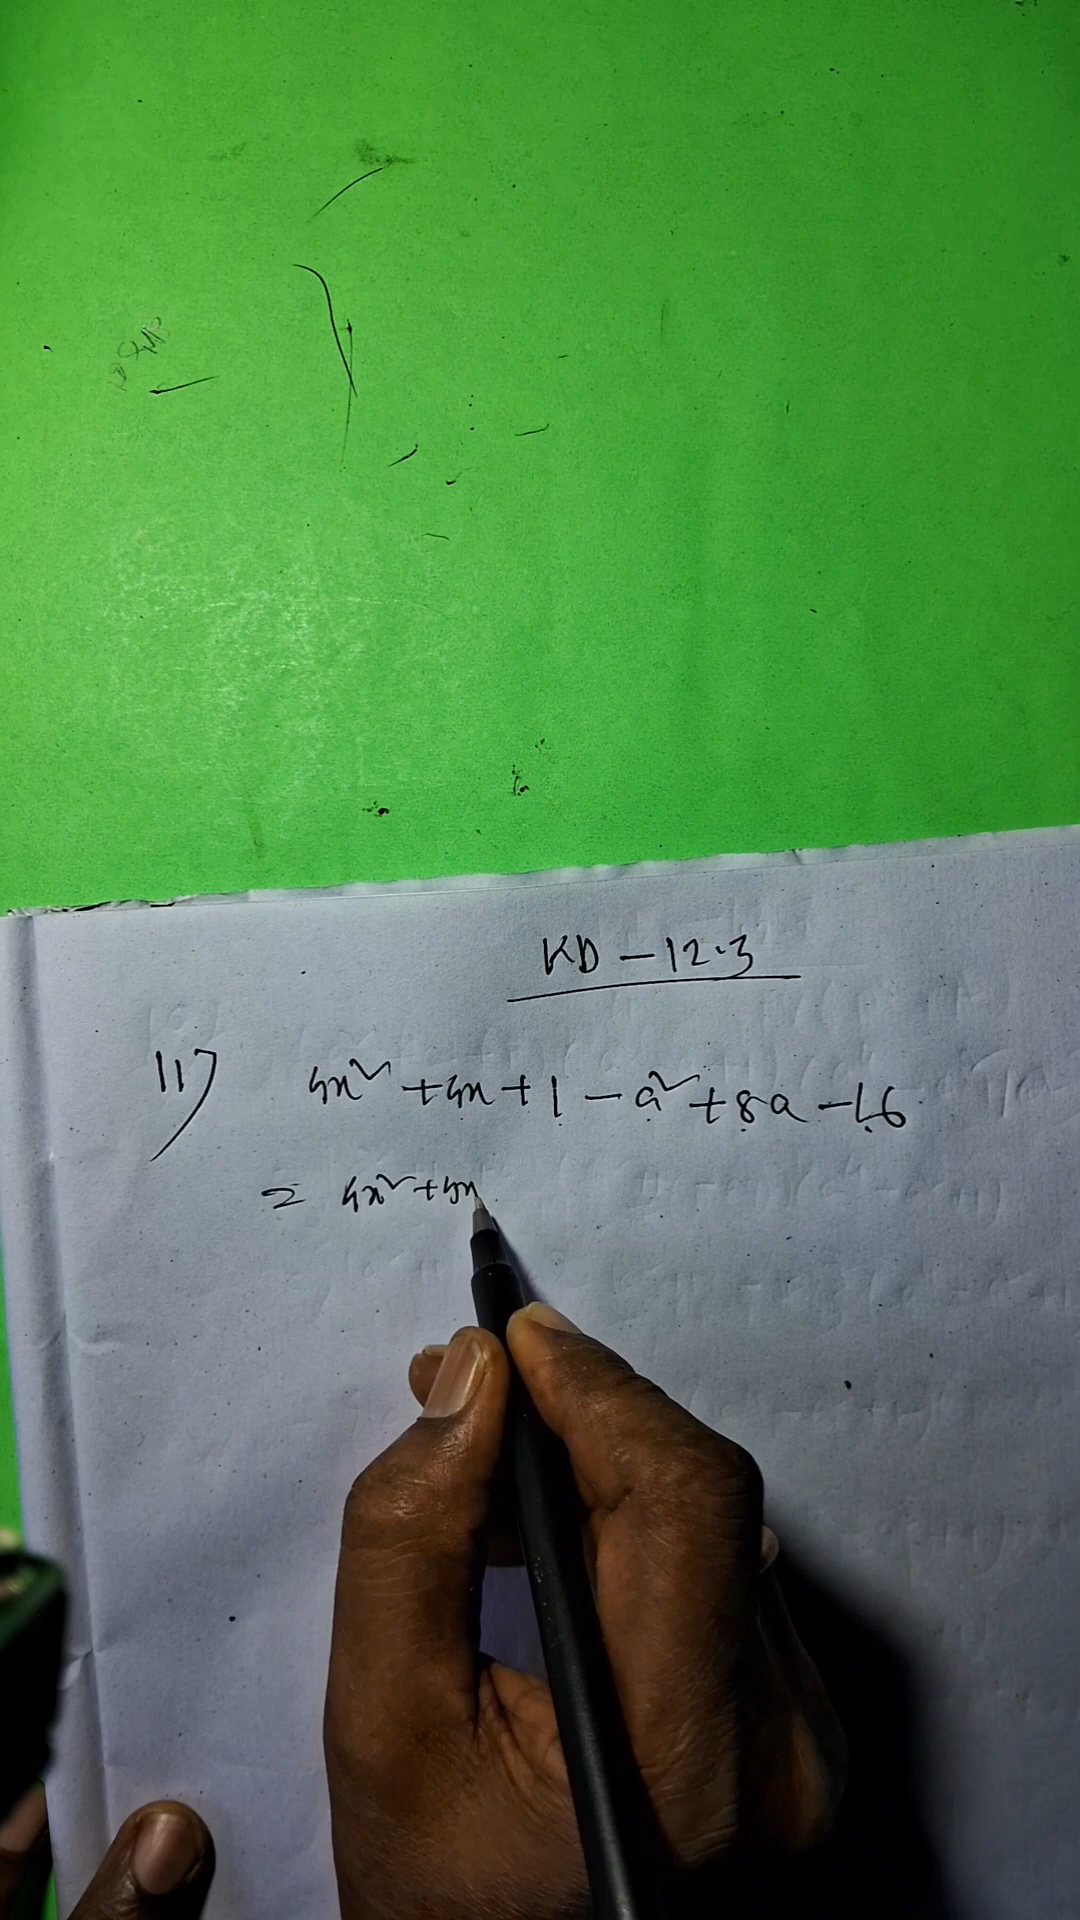 KD - 12.3
11) 4x² + 4x + 1 - a² + 8a - 16
= 4x² + 4x